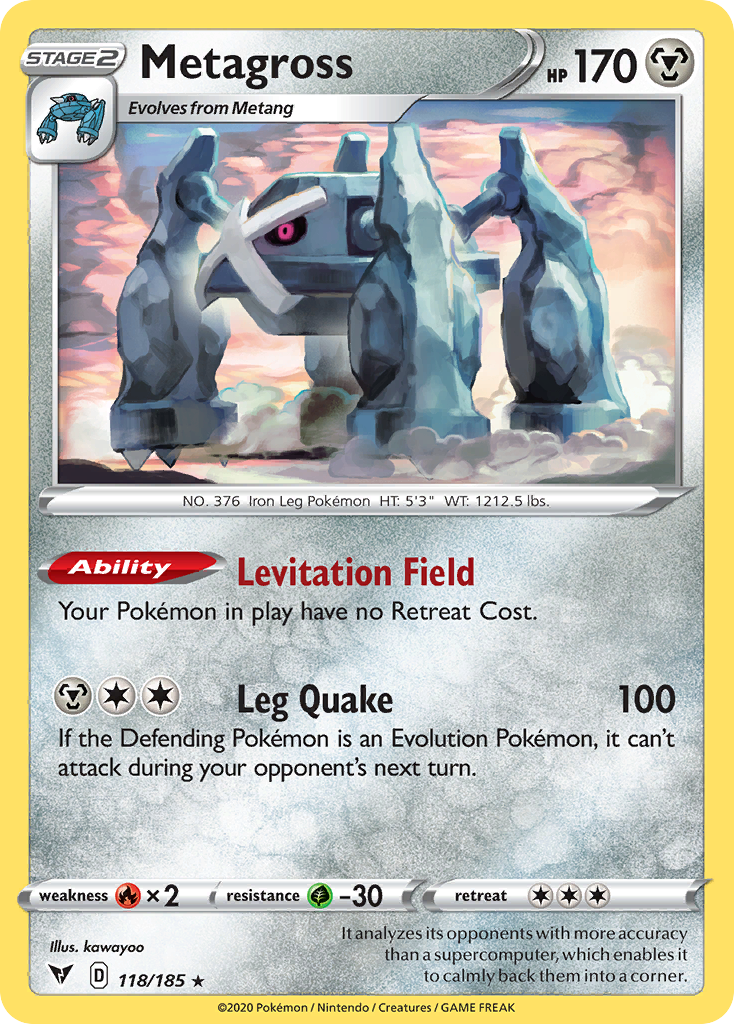 STAGE 2
Metagross
HP 170
Evolves from Metang
NO. 376 Iron Leg Pokémon HT: 5'3" WT: 1212.5 lbs.
Ability Levitation Field
Your Pokémon in play have no Retreat Cost.
Leg Quake 100
If the Defending Pokémon is an Evolution Pokémon, it can't
attack during your opponent's next turn.
weakness ×2 resistance -30 retreat
Illus. kawayoo
It analyzes its opponents with more accuracy
than a supercomputer, which enables it
to calmly back them into a corner.
D 118/185 ★
©2020 Pokémon / Nintendo / Creatures / GAME FREAK